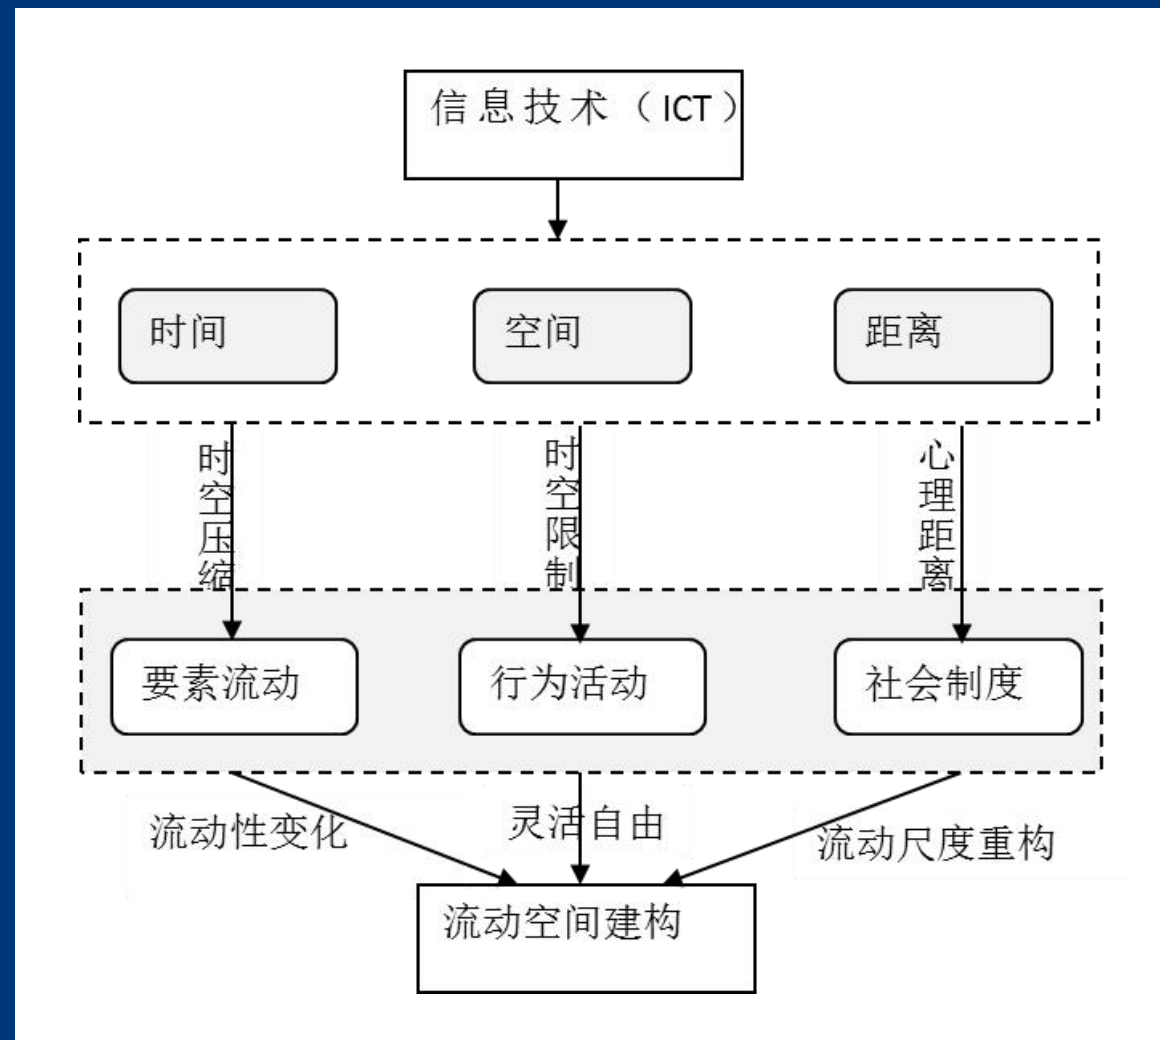 信息技术（ICT）
时间
空间
距离
时空压缩
时空限制
心理距离
要素流动
行为活动
社会制度
流动性变化
灵活自由
流动尺度重构
流动空间建构